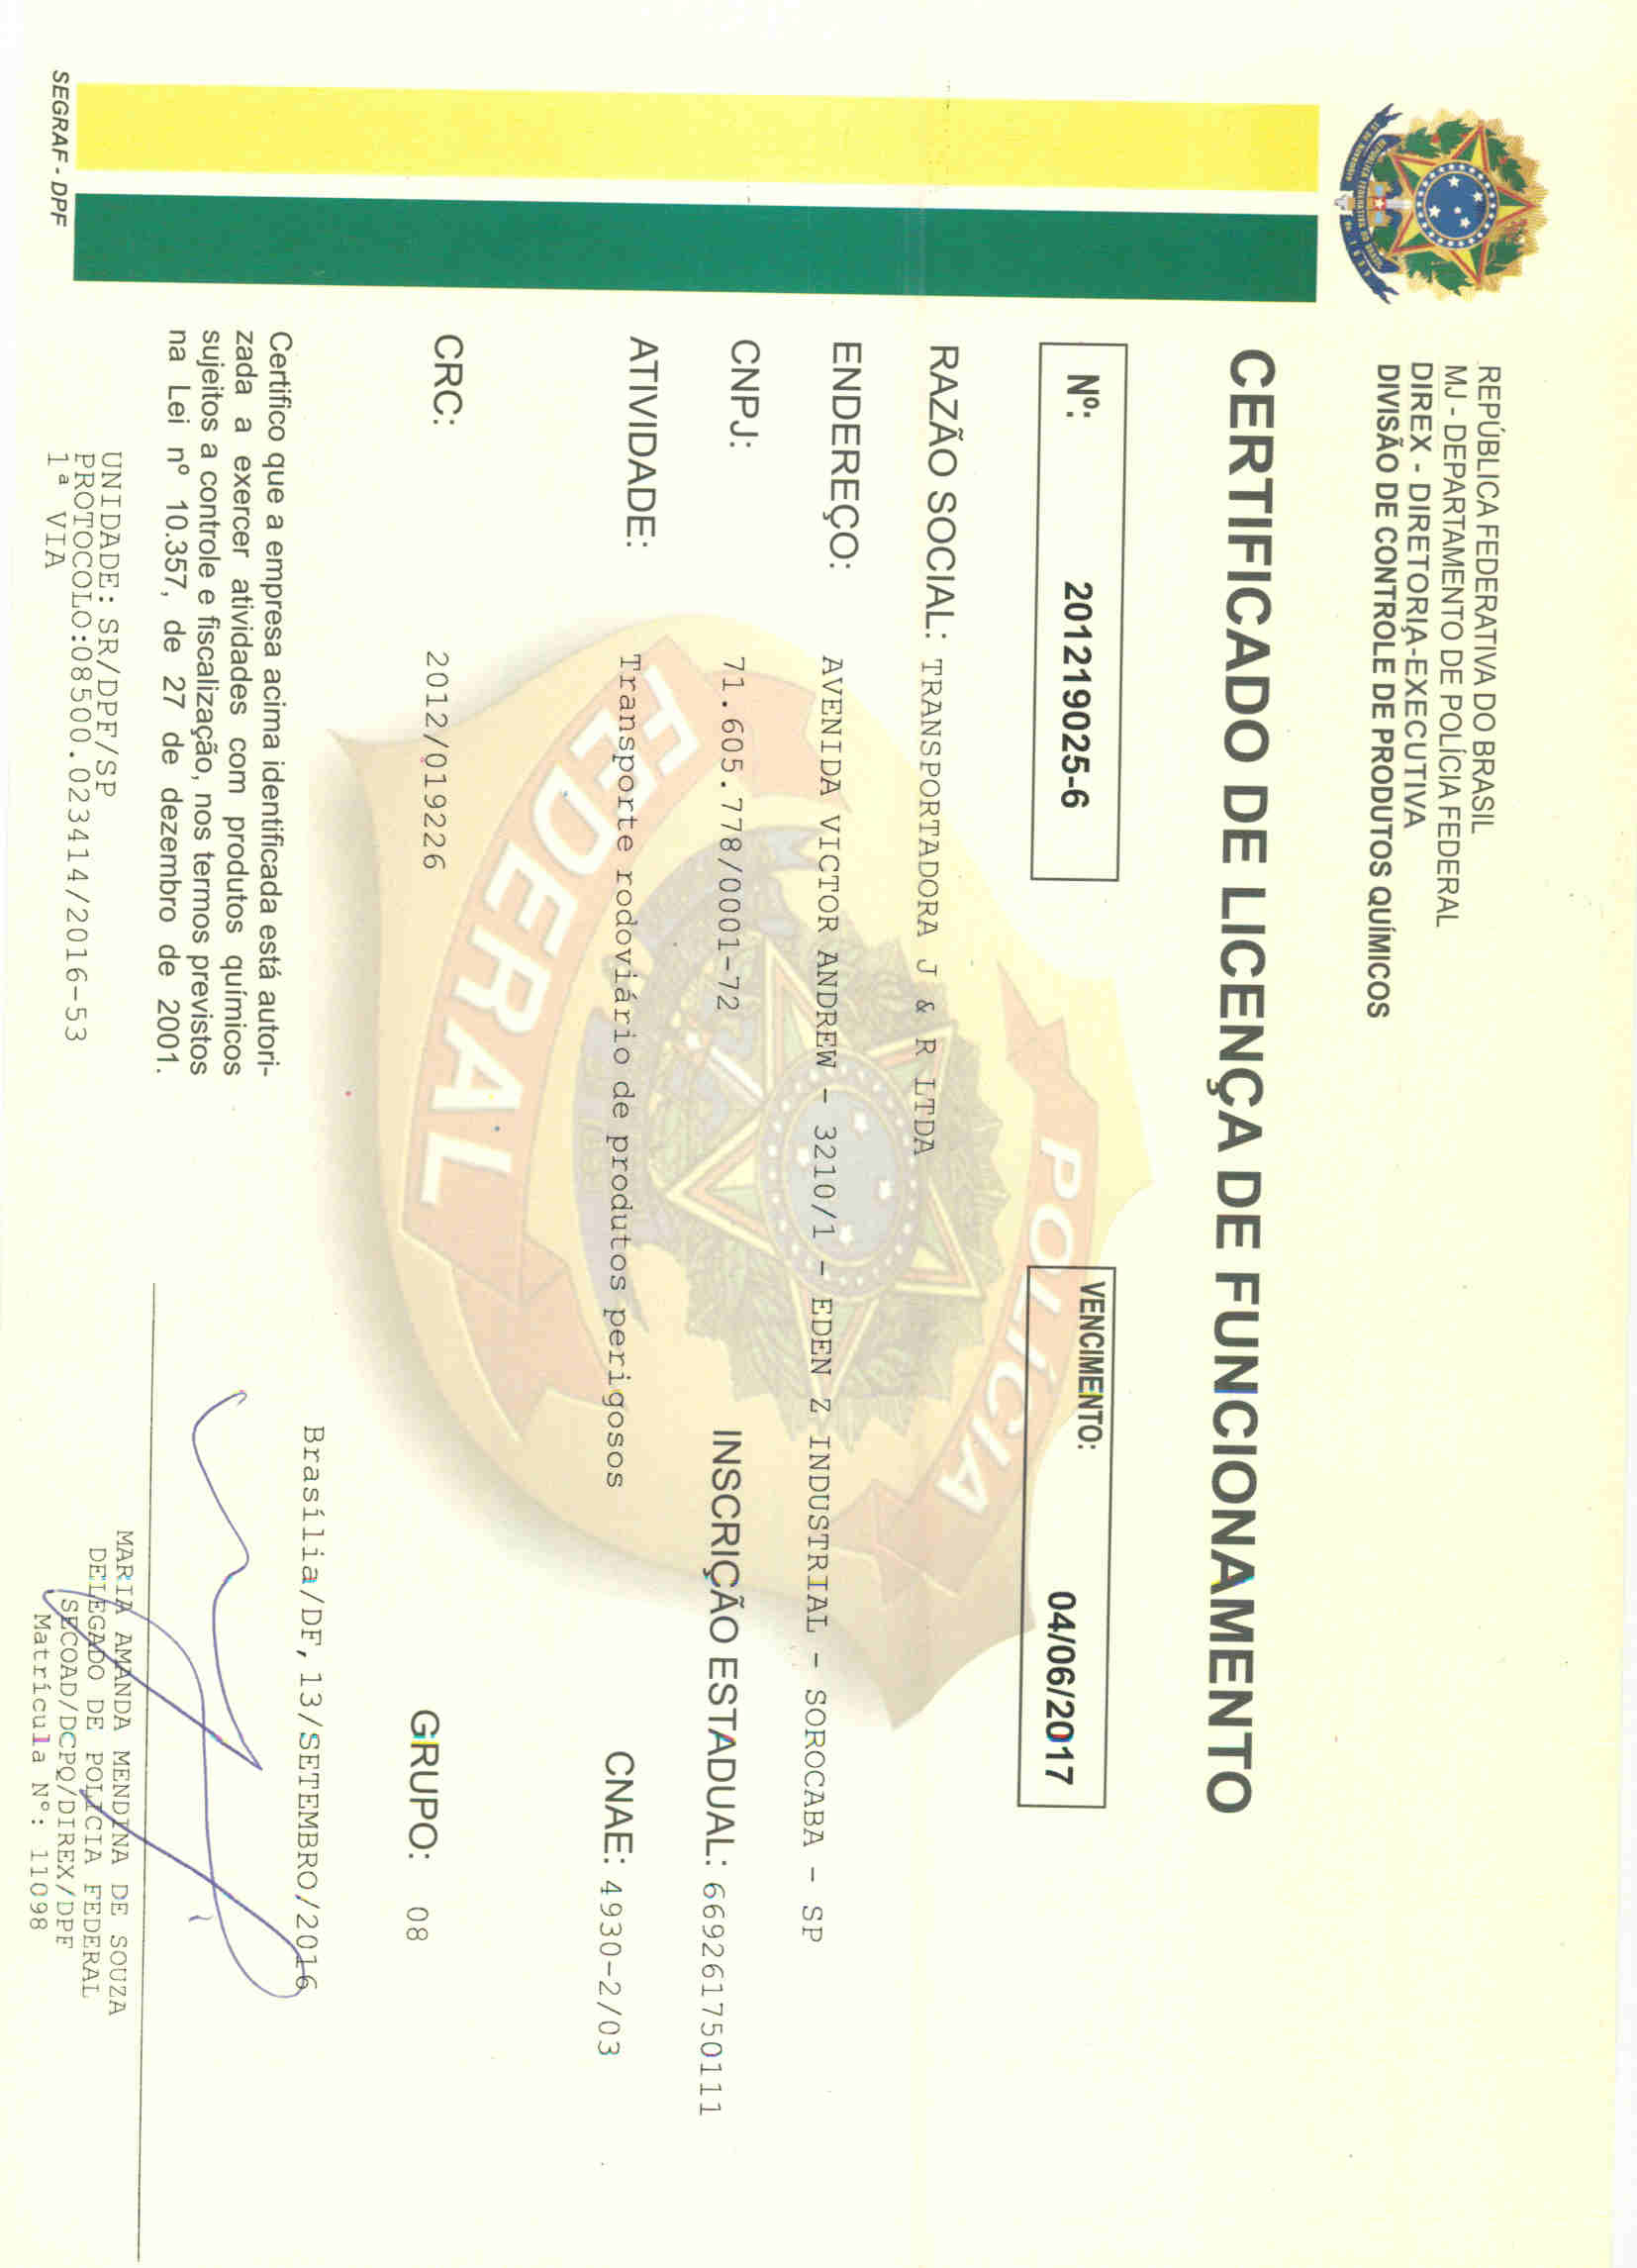 REPÚBLICA FEDERATIVA DO BRASIL
MJ - DEPARTAMENTO DE POLÍCIA FEDERAL
DIREX - DIRETORIA-EXECUTIVA
DIVISÃO DE CONTROLE DE PRODUTOS QUÍMICOS
CERTIFICADO DE LICENÇA DE FUNCIONAMENTO
Nº: 201219025-6
VENCIMENTO: 04/06/2017
POLÍCIA
RAZÃO SOCIAL: TRANSPORTADORA J & R LTDA
ENDEREÇO: AVENIDA VICTOR ANDREW - 3210/1 - EDEN Z INDUSTRIAL - SOROCABA - SP
CNPJ: 71.605.778/0001-72 INSCRIÇÃO ESTADUAL: 669261750111
ATIVIDADE: Transporte rodoviário de produtos perigosos CNAE: 4930-2/03
FEDERAL
CRC: 2012/019226 GRUPO: 08
Brasília/DF, 13/SETEMBRO/2016
Certifico que a empresa acima identificada está autori-
zada a exercer atividades com produtos químicos
sujeitos a controle e fiscalização, nos termos previstos
na Lei nº 10.357, de 27 de dezembro de 2001.
UNIDADE: SR/DPF/SP
PROTOCOLO:08500.023414/2016-53
1ª VIA
MARIA AMANDA MENDINA DE SOUZA
DELEGADO DE POLICIA FEDERAL
SECOAD/DCPQ/DIREX/DPF
Matrícula Nº: 11098
SEGRAF - DPF